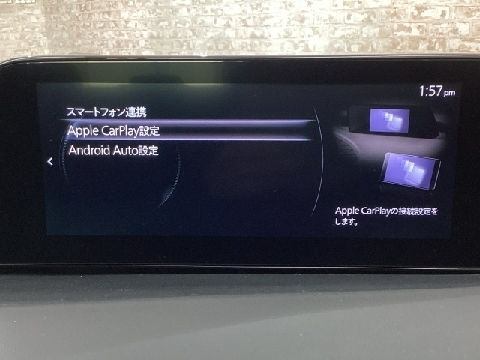 1:57 pm
スマートフォン連携
Apple CarPlay設定
Android Auto設定
Apple CarPlayの接続設定を
します。